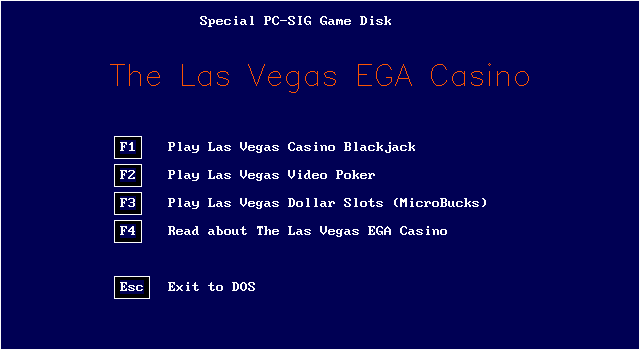 Special PC-SIG Game Disk
The Las Vegas EGA Casino
F1 Play Las Vegas Casino Blackjack
F2 Play Las Vegas Video Poker
F3 Play Las Vegas Dollar Slots (MicroBucks)
F4 Read about The Las Vegas EGA Casino
Esc Exit to DOS